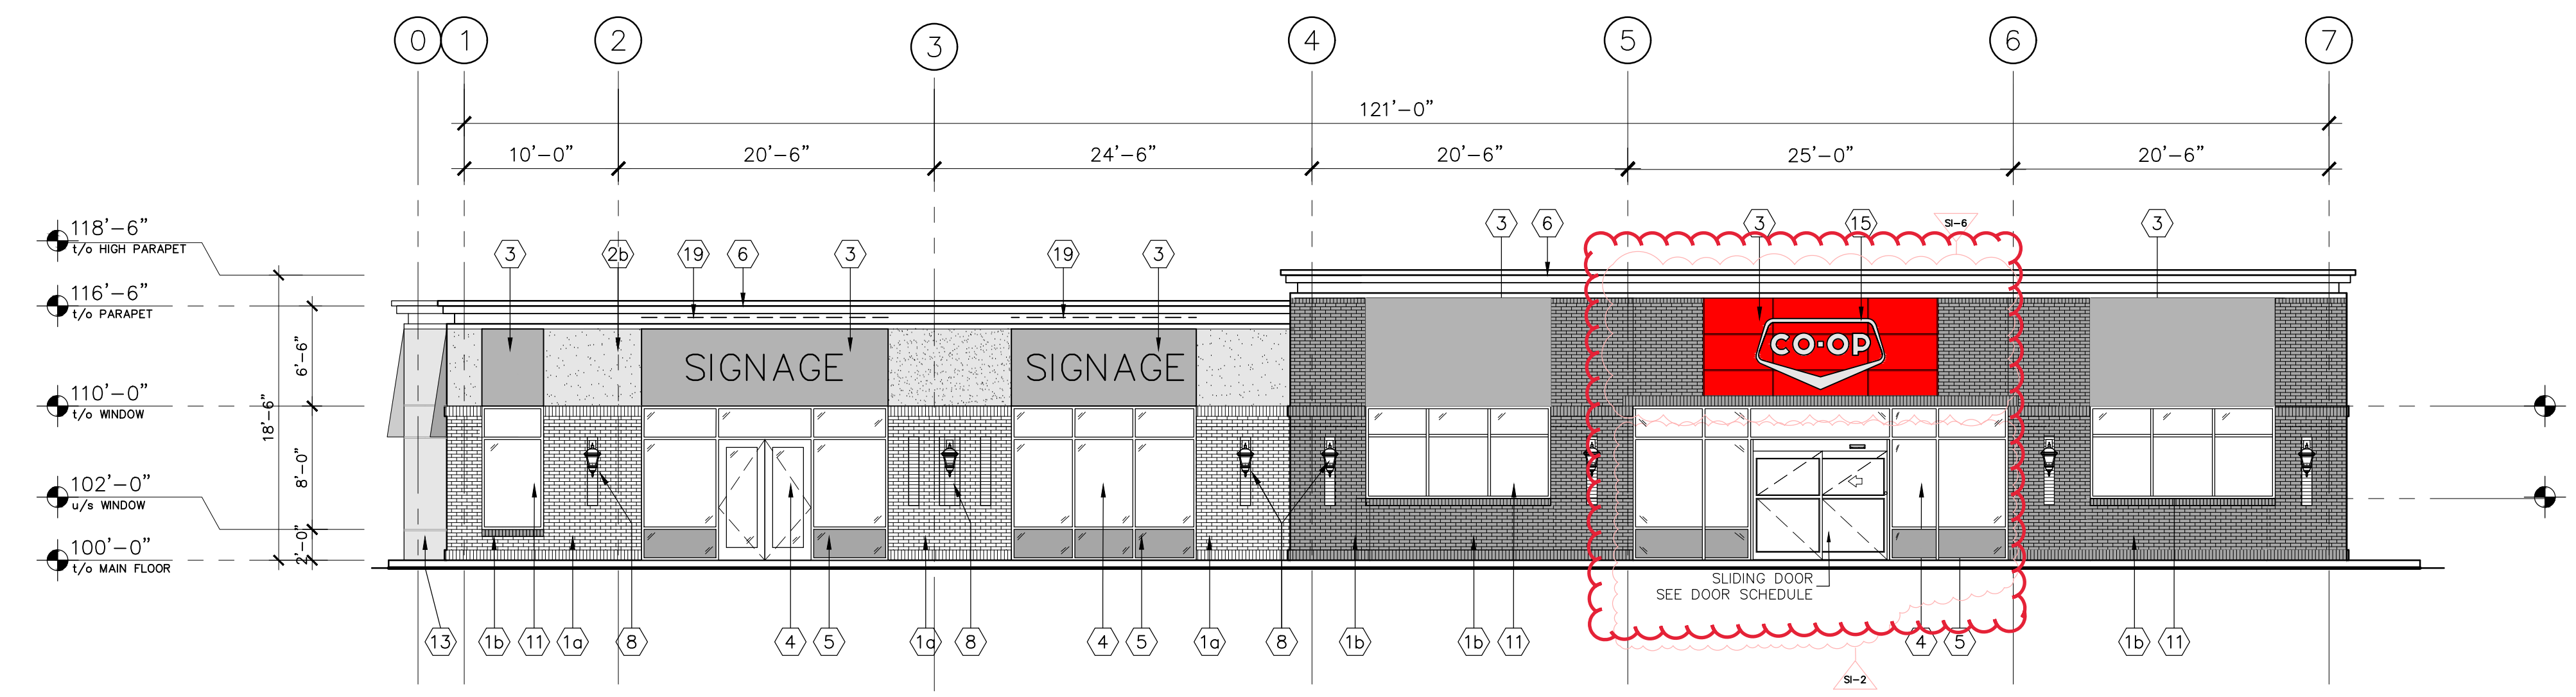 0 1 2 3 4 5 6 7
121'-0"
10'-0" 20'-6" 24'-6" 20'-6" 25'-0" 20'-6"
118'-6"
t/o HIGH PARAPET
116'-6"
t/o PARAPET
110'-0"
t/o WINDOW
102'-0"
u/s WINDOW
100'-0"
t/o MAIN FLOOR
18'-6"
6'-6"
8'-0"
2'-0"
3 6 3 15 SI-6 3
3 2b 19 6 3 19 3
SIGNAGE SIGNAGE CO-OP
SLIDING DOOR
SEE DOOR SCHEDULE
13 1b 11 1a 8 4 5 1a 8 4 5 1a 8 1b 1b 11 4 5 1b 11
SI-2